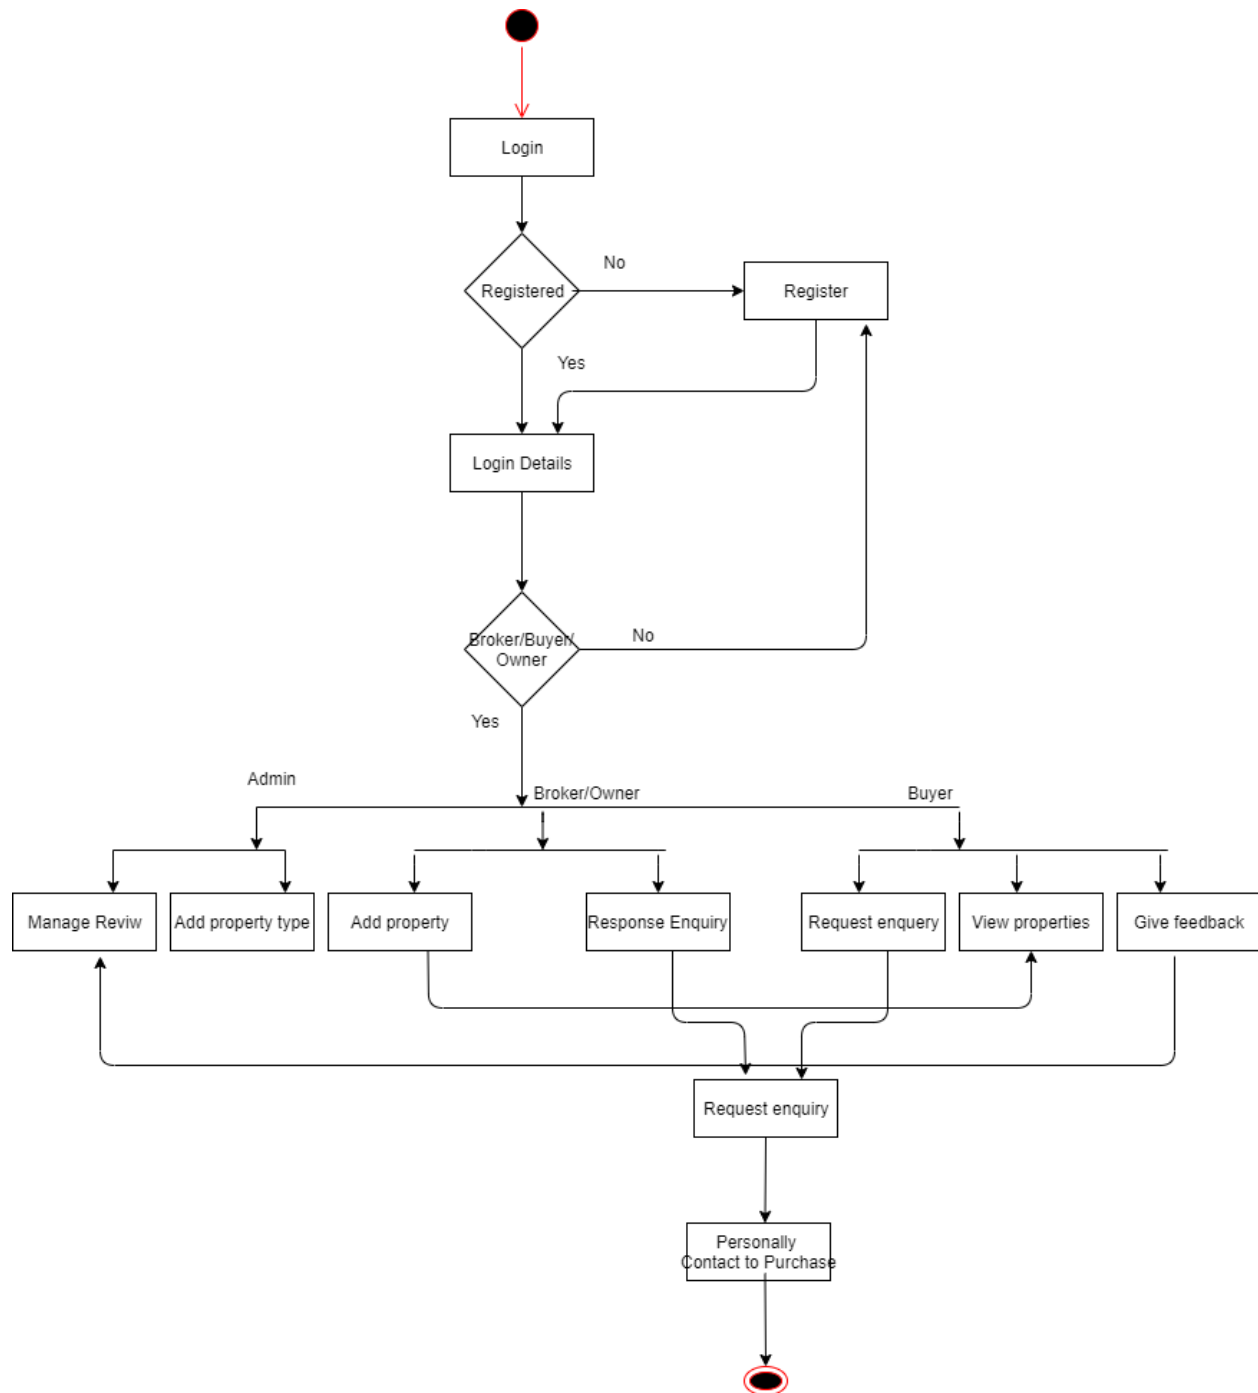 Login
No
Registered
Register
Yes
Login Details
Broker/Buyer/
Owner
No
Yes
Admin
Broker/Owner
Buyer
Manage Reviw
Add property type
Add property
Response Enquiry
Request enquery
View properties
Give feedback
Request enquiry
Personally
Contact to Purchase